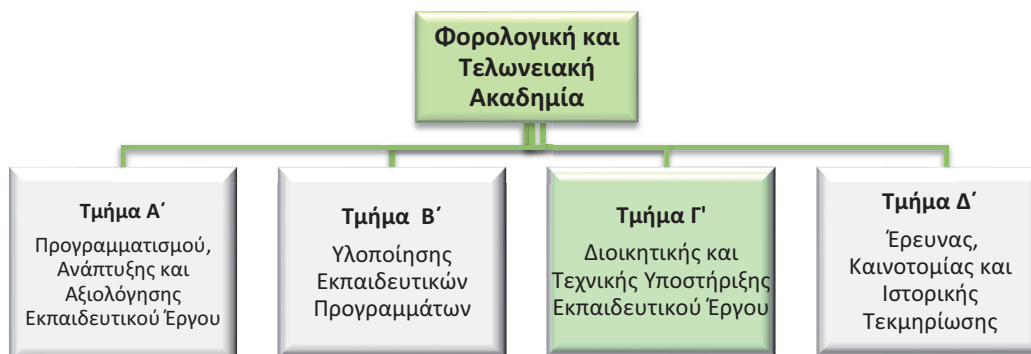 Φορολογική και
Τελωνειακή
Ακαδημία
Τμήμα Α΄
Προγραμματισμού,
Ανάπτυξης και
Αξιολόγησης
Εκπαιδευτικού Έργου
Τμήμα Β΄
Υλοποίησης
Εκπαιδευτικών
Προγραμμάτων
Τμήμα Γ'
Διοικητικής και
Τεχνικής Υποστήριξης
Εκπαιδευτικού Έργου
Τμήμα Δ΄
Έρευνας,
Καινοτομίας και
Ιστορικής
Τεκμηρίωσης